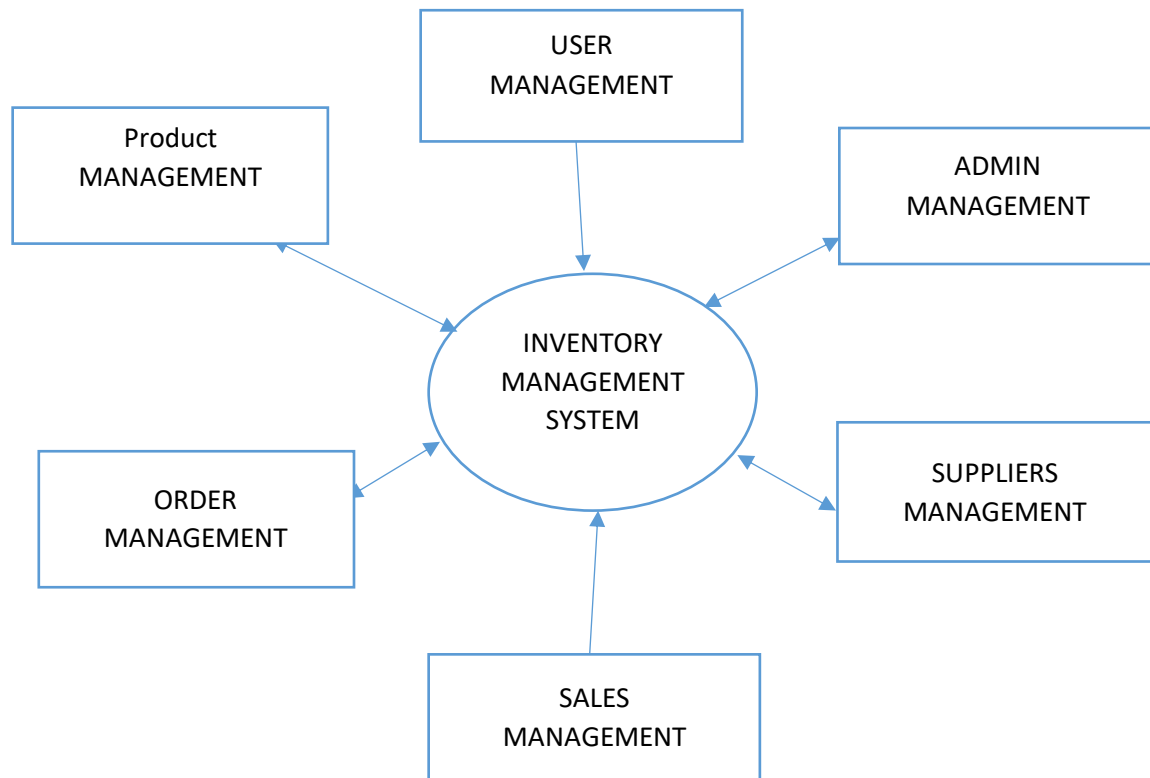 USER
MANAGEMENT
Product
MANAGEMENT
ADMIN
MANAGEMENT
INVENTORY
MANAGEMENT
SYSTEM
ORDER
MANAGEMENT
SUPPLIERS
MANAGEMENT
SALES
MANAGEMENT